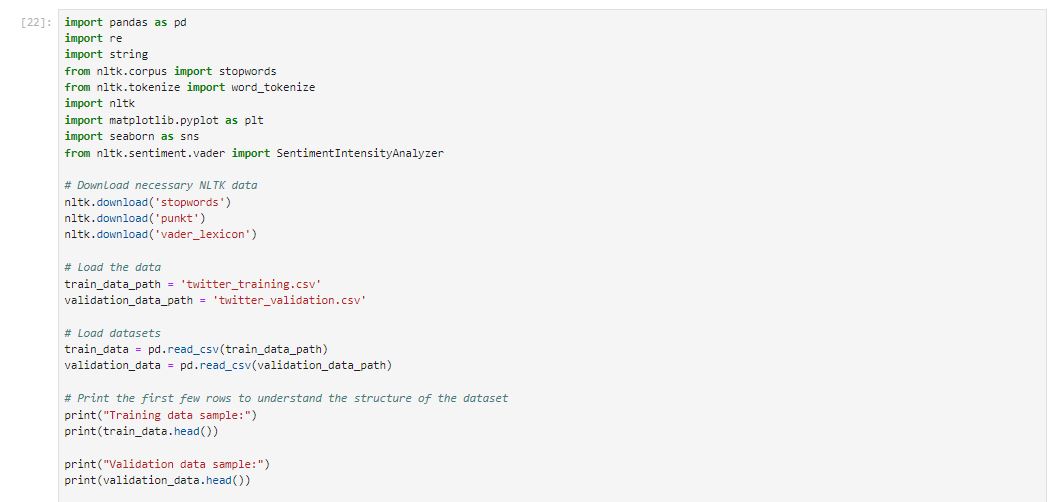 [22]:
import pandas as pd
import re
import string
from nltk.corpus import stopwords
from nltk.tokenize import word_tokenize
import nltk
import matplotlib.pyplot as plt
import seaborn as sns
from nltk.sentiment.vader import SentimentIntensityAnalyzer
# Download necessary NLTK data
nltk.download('stopwords')
nltk.download('punkt')
nltk.download('vader_lexicon')
# Load the data
train_data_path = 'twitter_training.csv'
validation_data_path = 'twitter_validation.csv'
# Load datasets
train_data = pd.read_csv(train_data_path)
validation_data = pd.read_csv(validation_data_path)
# Print the first few rows to understand the structure of the dataset
print("Training data sample:")
print(train_data.head())
print("Validation data sample:")
print(validation_data.head())